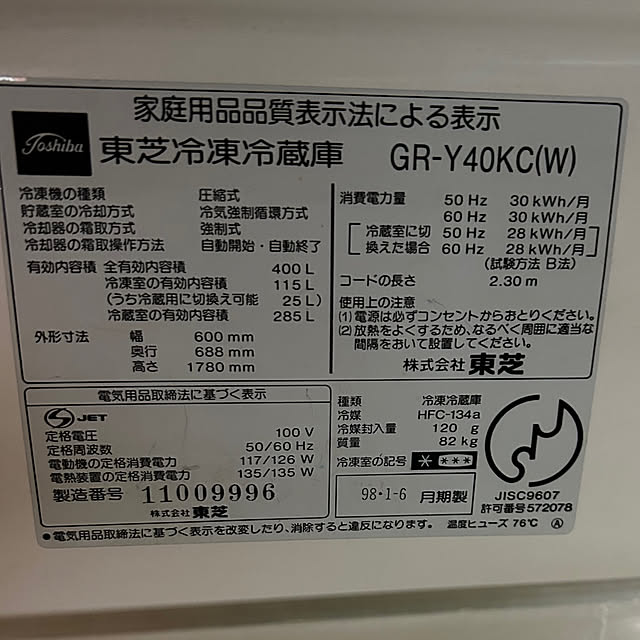 家庭用品品質表示法による表示
Toshiba 東芝冷凍冷蔵庫 GR-Y40KC(W)
冷凍機の種類 圧縮式
貯蔵室の冷却方式 冷気強制循環方式
冷却器の霜取方式 強制式
冷却器の霜取操作方法 自動開始・自動終了
有効内容積 全有効内容積 400 L
冷凍室の有効内容積 115 L
(うち冷蔵用に切換え可能 25 L)
冷蔵室の有効内容積 285 L
外形寸法 幅 600 mm
奥行 688 mm
高さ 1780 mm
消費電力量 50 Hz 30 kWh/月
60 Hz 30 kWh/月
冷蔵室に切 50 Hz 28 kWh/月
換えた場合 60 Hz 28 kWh/月
(試験方法 B法)
コードの長さ 2.30 m
使用上の注意
(1) 電源は必ずコンセントからおとりください。
(2) 放熱をよくするため、なるべく周囲に適当な
間隔をおいて設置してください。
株式会社 東芝
電気用品取締法に基づく表示
JET
定格電圧 100 V
定格周波数 50/60 Hz
電動機の定格消費電力 117/126 W
電熱装置の定格消費電力 135/135 W
製造番号 11009996
株式会社 東芝
種類 冷凍冷蔵庫
冷媒 HFC-134a
冷媒封入量 120 g
質量 82 kg
冷凍室の記号 * ***
98・1-6 月期製
JISC9607
許可番号572078
●電気用品取締法に基づく表示を改変したり、消除すると違反になります。 温度ヒューズ 76℃ Ⓐ